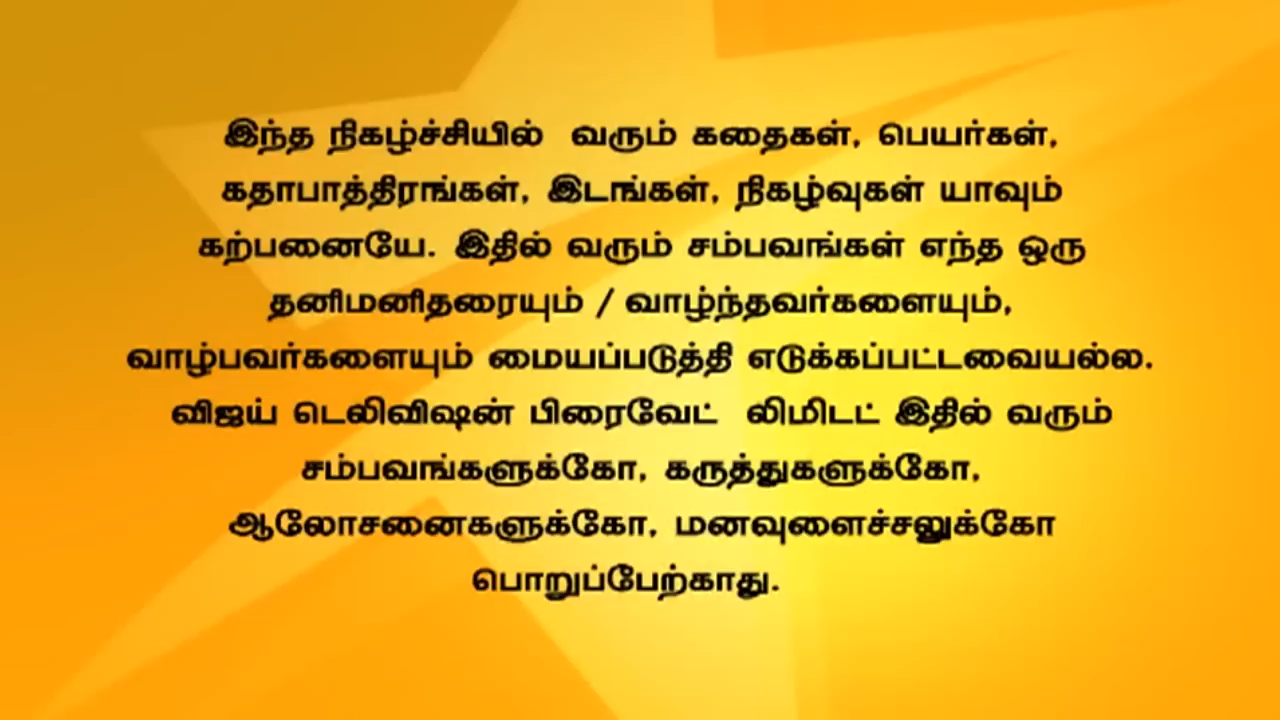 இந்த நிகழ்ச்சியில் வரும் கதைகள், பெயர்கள்,
கதாபாத்திரங்கள், இடங்கள், நிகழ்வுகள் யாவும்
கற்பனையே. இதில் வரும் சம்பவங்கள் எந்த ஒரு
தனிமனிதரையும் / வாழ்ந்தவர்களையும்,
வாழ்பவர்களையும் மையப்படுத்தி எடுக்கப்பட்டவையல்ல.
விஜய் டெலிவிஷன் பிரைவேட் லிமிடட் இதில் வரும்
சம்பவங்களுக்கோ, கருத்துகளுக்கோ,
ஆலோசனைகளுக்கோ, மனவுளைச்சலுக்கோ
பொறுப்பேற்காது.